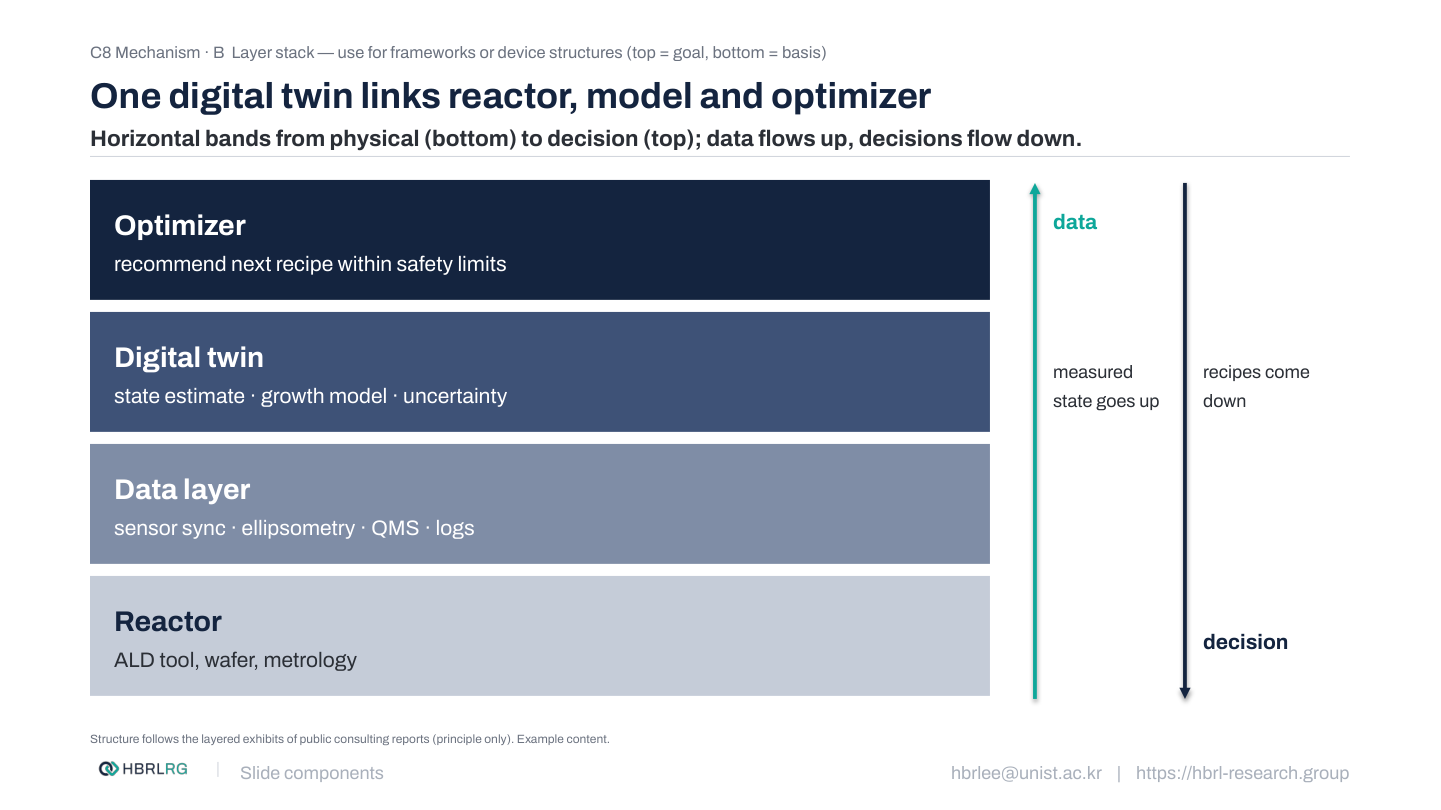 C8 Mechanism · B Layer stack — use for frameworks or device structures (top = goal, bottom = basis)
One digital twin links reactor, model and optimizer
Horizontal bands from physical (bottom) to decision (top); data flows up, decisions flow down.
Optimizer
recommend next recipe within safety limits
Digital twin
state estimate · growth model · uncertainty
Data layer
sensor sync · ellipsometry · QMS · logs
Reactor
ALD tool, wafer, metrology
data
measured
state goes up
recipes come
down
decision
Structure follows the layered exhibits of public consulting reports (principle only). Example content.
HBRLRG | Slide components
hbrlee@unist.ac.kr | https://hbrl-research.group